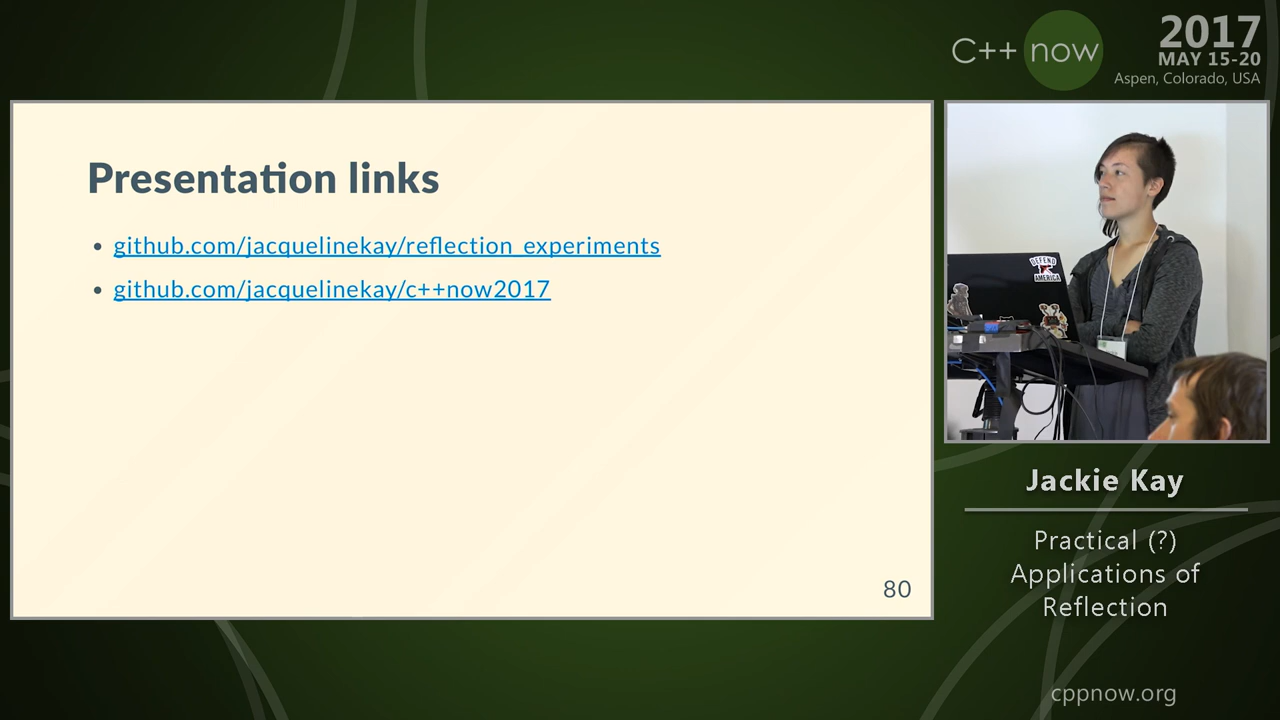 C++ now
2017
MAY 15-20
Aspen, Colorado, USA
Presentation links
• github.com/jacquelinekay/reflection_experiments
• github.com/jacquelinekay/c++now2017
80
DEFEND
AMERICA
Jackie Kay
Practical (?)
Applications of
Reflection
cppnow.org